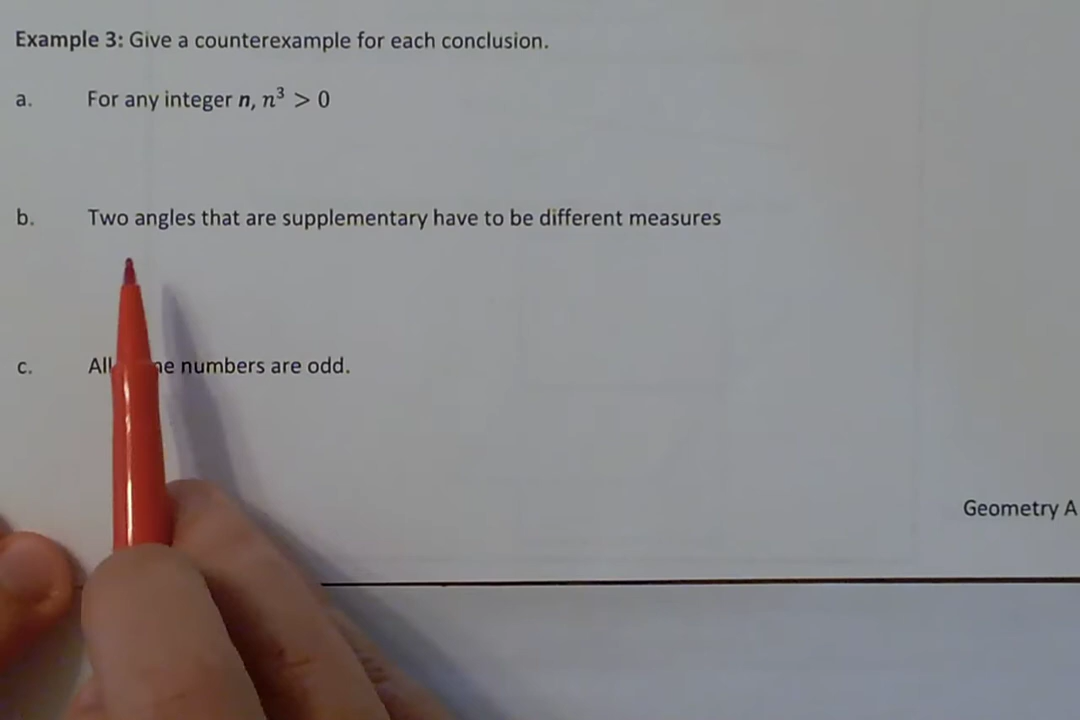 Example 3: Give a counterexample for each conclusion.
a. For any integer n, n³ > 0
b. Two angles that are supplementary have to be different measures
c. All numbers are odd.
Geometry A